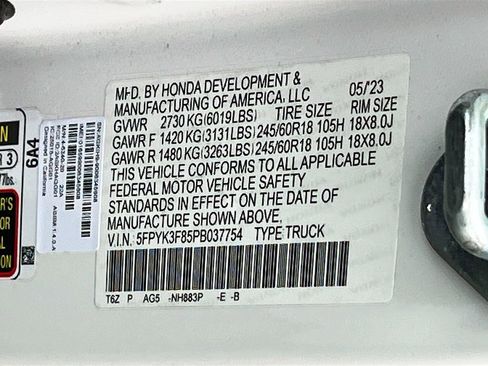 MFD. BY HONDA DEVELOPMENT &
MANUFACTURING OF AMERICA, LLC 05/'23
GVWR 2730 KG(6019LBS) TIRE SIZE RIM SIZE
GAWR F 1420 KG(3131LBS) 245/60R18 105H 18X8.0J
GAWR R 1480 KG(3263LBS) 245/60R18 105H 18X8.0J
THIS VEHICLE CONFORMS TO ALL APPLICABLE
FEDERAL MOTOR VEHICLE SAFETY
STANDARDS IN EFFECT ON THE DATE OF
MANUFACTURE SHOWN ABOVE.
V.I.N: 5FPYK3F85PB037754 TYPE TRUCK
T6Z P AG5 -NH883P -E -B
6A4
Designed in California